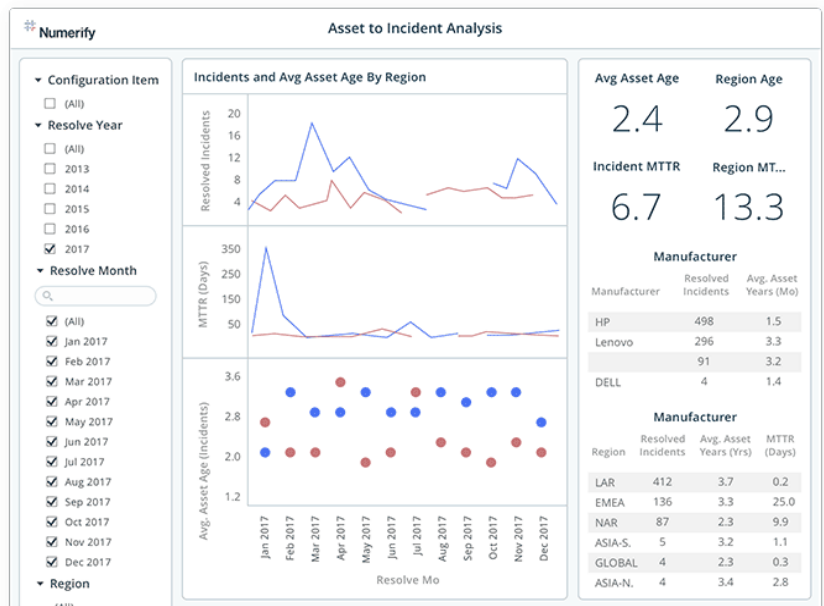 Numerify
Asset to Incident Analysis
Configuration Item
(All)
Resolve Year
(All)
2013
2014
2015
2016
2017
Resolve Month
(All)
Jan 2017
Feb 2017
Mar 2017
Apr 2017
May 2017
Jun 2017
Jul 2017
Aug 2017
Sep 2017
Oct 2017
Nov 2017
Dec 2017
Region
(All)
Incidents and Avg Asset Age By Region
Resolved Incidents
20
16
12
8
4
MTTR (Days)
350
250
150
50
Avg. Asset Age (Incidents)
3.6
2.8
2.0
1.2
Jan 2017
Feb 2017
Mar 2017
Apr 2017
May 2017
Jun 2017
Jul 2017
Aug 2017
Sep 2017
Oct 2017
Nov 2017
Dec 2017
Resolve Mo
Avg Asset Age Region Age
2.4 2.9
Incident MTTR Region MT...
6.7 13.3
Manufacturer
Manufacturer Resolved Incidents Avg. Asset Years (Mo)
HP 498 1.5
Lenovo 296 3.3
91 3.2
DELL 4 1.4
Manufacturer
Region Resolved Incidents Avg. Asset Years (Yrs) MTTR (Days)
LAR 412 3.7 0.2
EMEA 136 3.3 25.0
NAR 87 2.3 9.9
ASIA-S. 5 3.2 1.1
GLOBAL 4 2.3 0.3
ASIA-N. 4 3.4 2.8